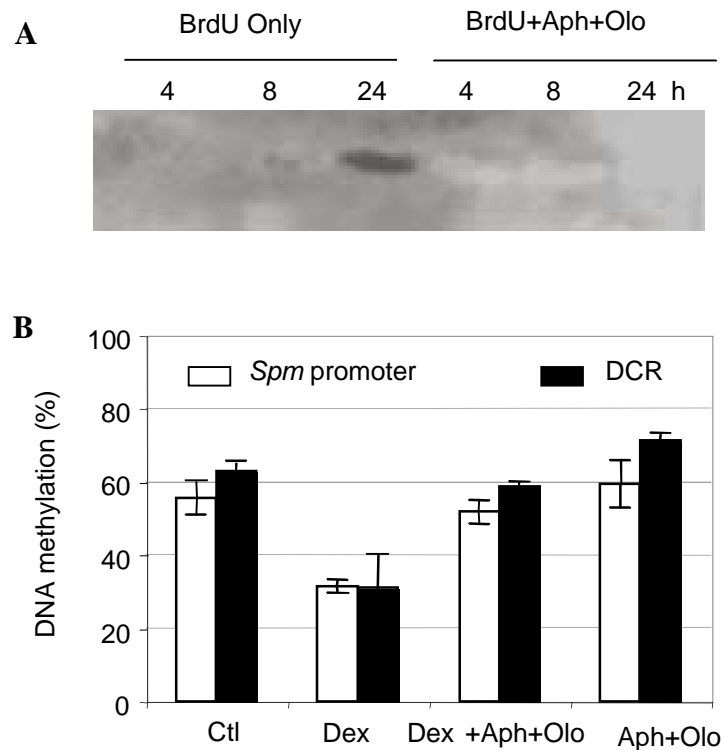 A
BrdU Only BrdU+Aph+Olo
4 8 24 4 8 24 h
B
100
80
60
40
20
0
DNA methylation (%)
Spm promoter DCR
Ctl Dex Dex +Aph+Olo Aph+Olo